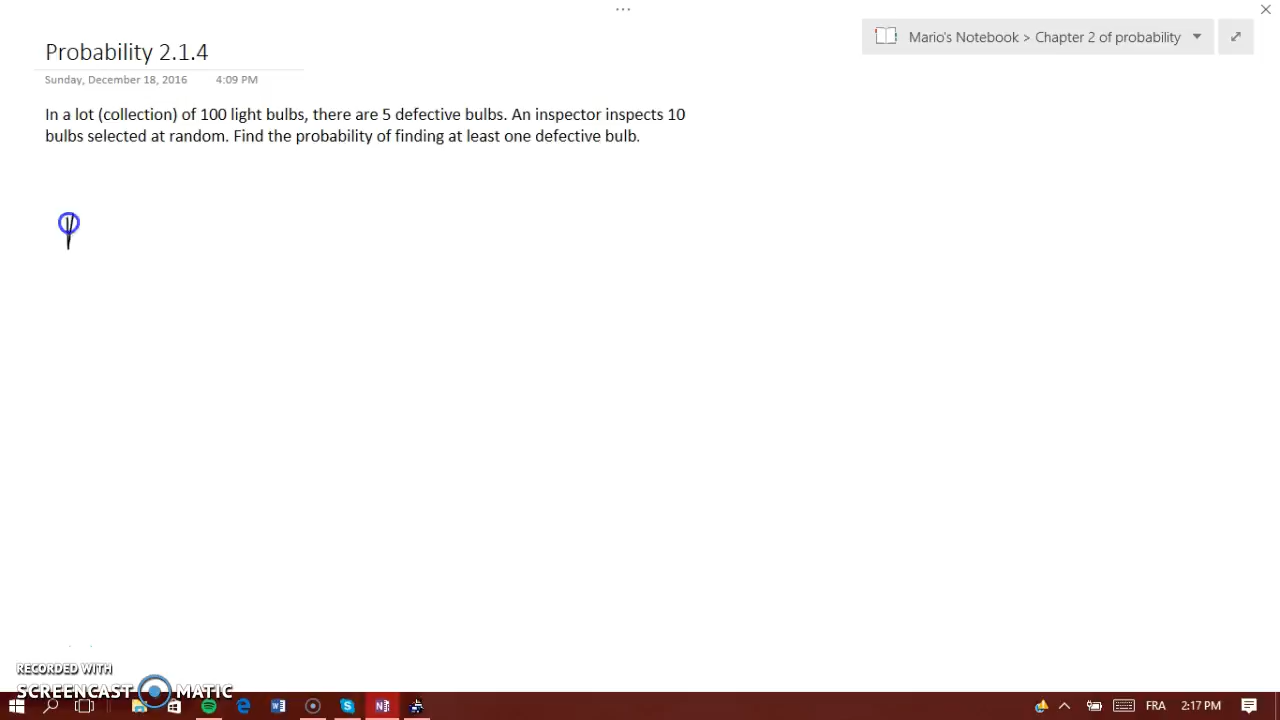 Probability 2.1.4
Mario's Notebook > Chapter 2 of probability
Sunday, December 18, 2016 4:09 PM
In a lot (collection) of 100 light bulbs, there are 5 defective bulbs. An inspector inspects 10
bulbs selected at random. Find the probability of finding at least one defective bulb.
RECORDED WITH
SCREENCAST MATIC
FRA 2:17 PM